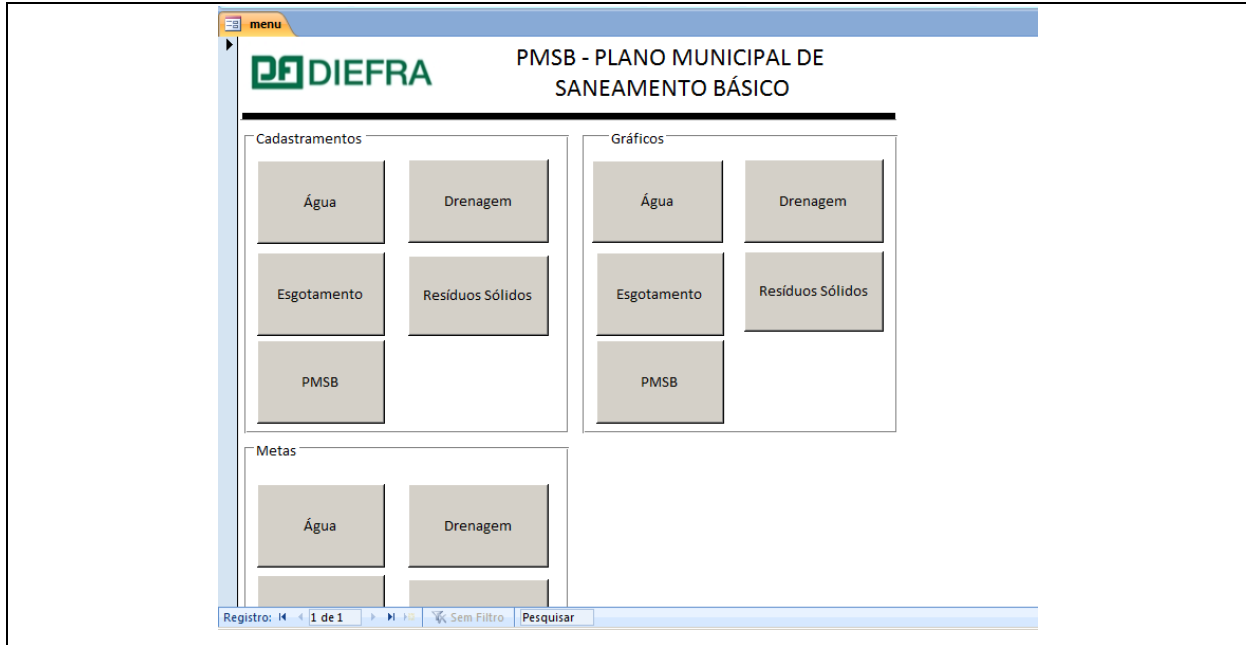 menu
DIEFRA
PMSB - PLANO MUNICIPAL DE
SANEAMENTO BÁSICO
Cadastramentos
Água
Drenagem
Esgotamento
Resíduos Sólidos
PMSB
Gráficos
Água
Drenagem
Esgotamento
Resíduos Sólidos
PMSB
Metas
Água
Drenagem
Registro: 1 de 1 Sem Filtro Pesquisar